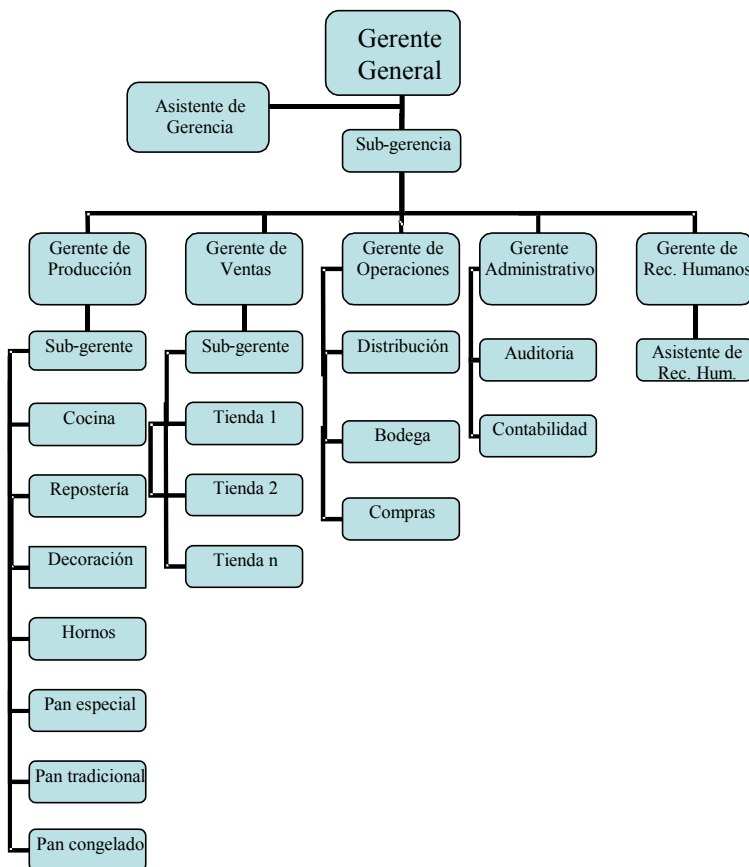 Gerente
General
Asistente de
Gerencia
Sub-gerencia
Gerente de
Producción
Gerente de
Ventas
Gerente de
Operaciones
Gerente
Administrativo
Gerente de
Rec. Humanos
Sub-gerente
Sub-gerente
Distribución
Auditoria
Asistente de
Rec. Hum.
Cocina
Tienda 1
Bodega
Contabilidad
Repostería
Tienda 2
Compras
Decoración
Tienda n
Hornos
Pan especial
Pan tradicional
Pan congelado